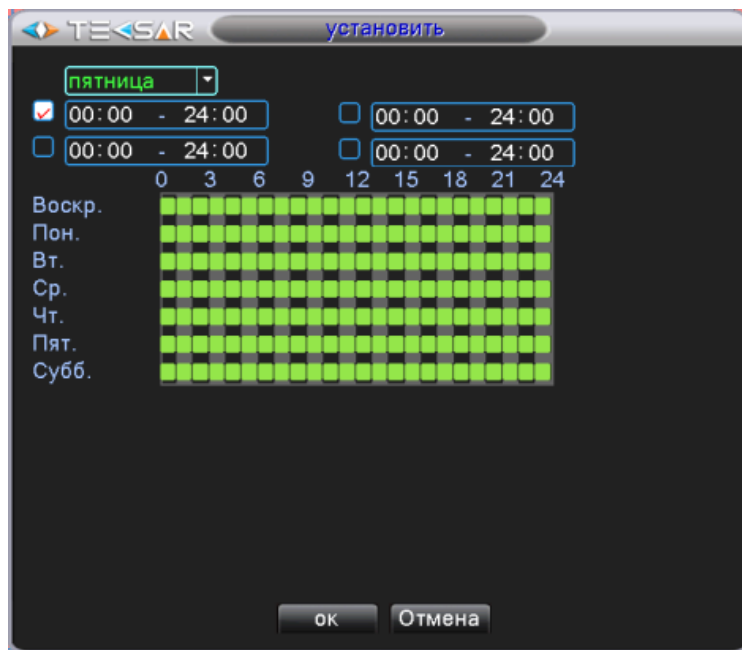 TECSAR установить
пятница
00:00 - 24:00 00:00 - 24:00
00:00 - 24:00 00:00 - 24:00
0 3 6 9 12 15 18 21 24
Воскр.
Пон.
Вт.
Ср.
Чт.
Пят.
Субб.
ок Отмена